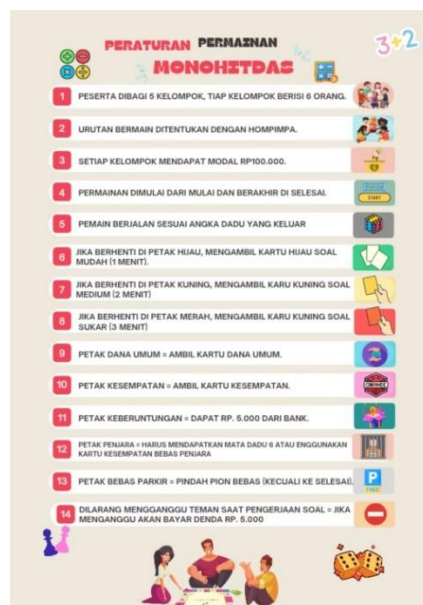 PERATURAN PERMAINAN
3+2
MONOHITDAS
1 PESERTA DIBAGI 5 KELOMPOK, TIAP KELOMPOK BERISI 6 ORANG.
2 URUTAN BERMAIN DITENTUKAN DENGAN HOMPIMPA.
3 SETIAP KELOMPOK MENDAPAT MODAL RP100.000.
4 PERMAINAN DIMULAI DARI MULAI DAN BERAKHIR DI SELESAI.
START
5 PEMAIN BERJALAN SESUAI ANGKA DADU YANG KELUAR
6 JIKA BERHENTI DI PETAK HIJAU, MENGAMBIL KARTU HIJAU SOAL
MUDAH (1 MENIT).
7 JIKA BERHENTI DI PETAK KUNING, MENGAMBIL KARU KUNING SOAL
MEDIUM (2 MENIT)
8 JIKA BERHENTI DI PETAK MERAH, MENGAMBIL KARU KUNING SOAL
SUKAR (3 MENIT)
9 PETAK DANA UMUM = AMBIL KARTU DANA UMUM.
10 PETAK KESEMPATAN = AMBIL KARTU KESEMPATAN.
11 PETAK KEBERUNTUNGAN = DAPAT RP. 5.000 DARI BANK.
12 PETAK PENJARA = HARUS MENDAPATKAN MATA DADU 6 ATAU ENGGUNAKAN
KARTU KESEMPATAN BEBAS PENJARA
13 PETAK BEBAS PARKIR = PINDAH PION BEBAS (KECUALI KE SELESAI).
P
FREE
14 DILARANG MENGGANGGU TEMAN SAAT PENGERJAAN SOAL = JIKA
MENGANGGU AKAN BAYAR DENDA RP. 5.000